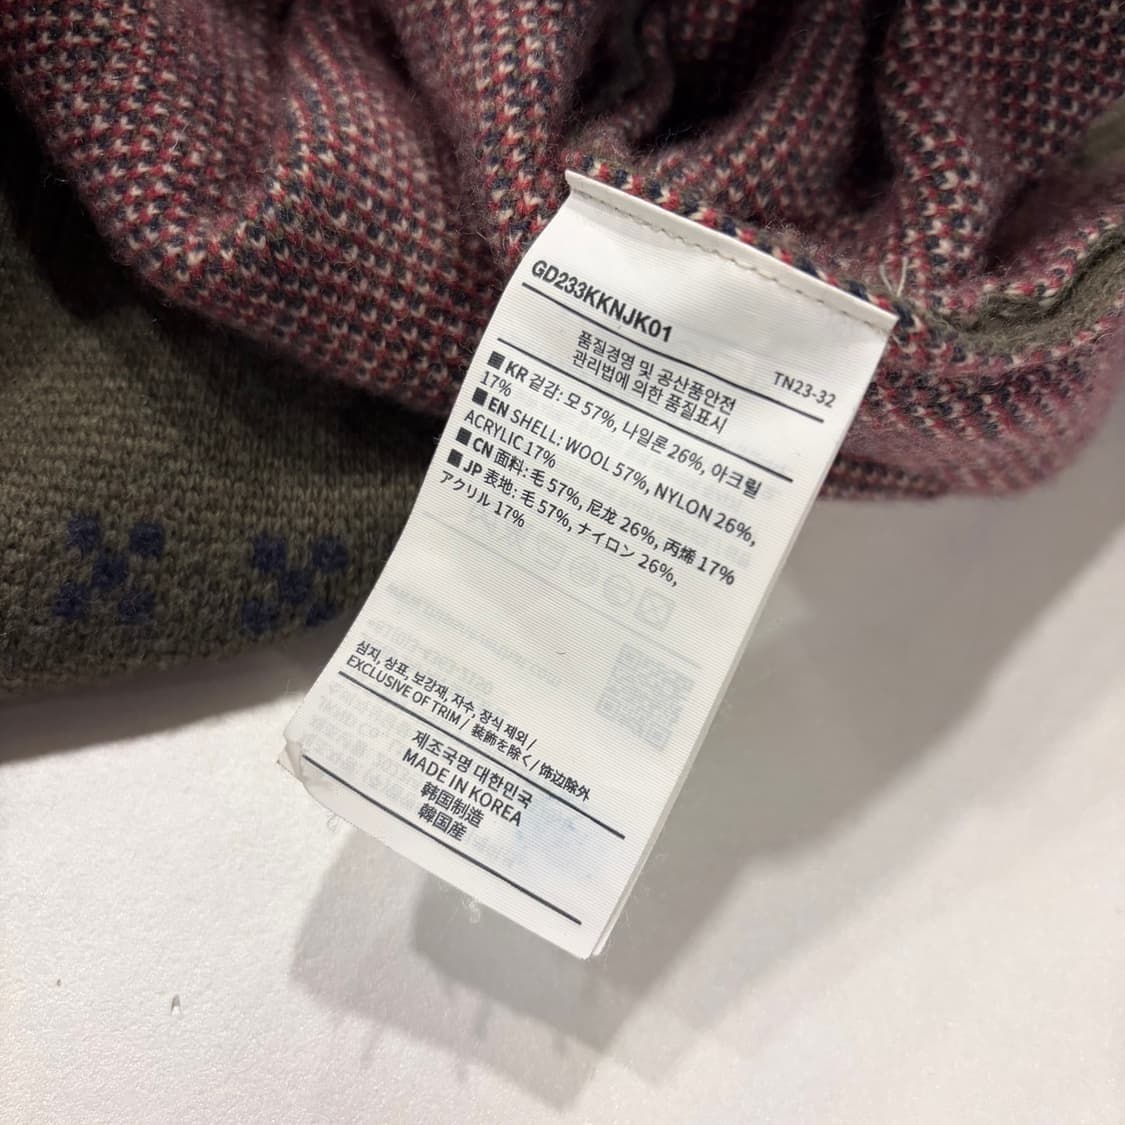 GD233KKNJK01
TN23-32
품질경영 및 공산품안전
관리법에 의한 품질표시
■ KR 겉감: 모 57%, 나일론 26%, 아크릴
17%
■ EN SHELL: WOOL 57%, NYLON 26%,
ACRYLIC 17%
■ CN 面料: 毛 57%, 尼龙 26%, 丙烯 17%
■ JP 表地: 毛 57%, ナイロン 26%,
アクリル 17%
심지, 상표, 보강재, 자수, 장식 제외 /
EXCLUSIVE OF TRIM / 装飾を除く / 饰边除外
제조국명 대한민국
MADE IN KOREA
韩国制造
韓国産